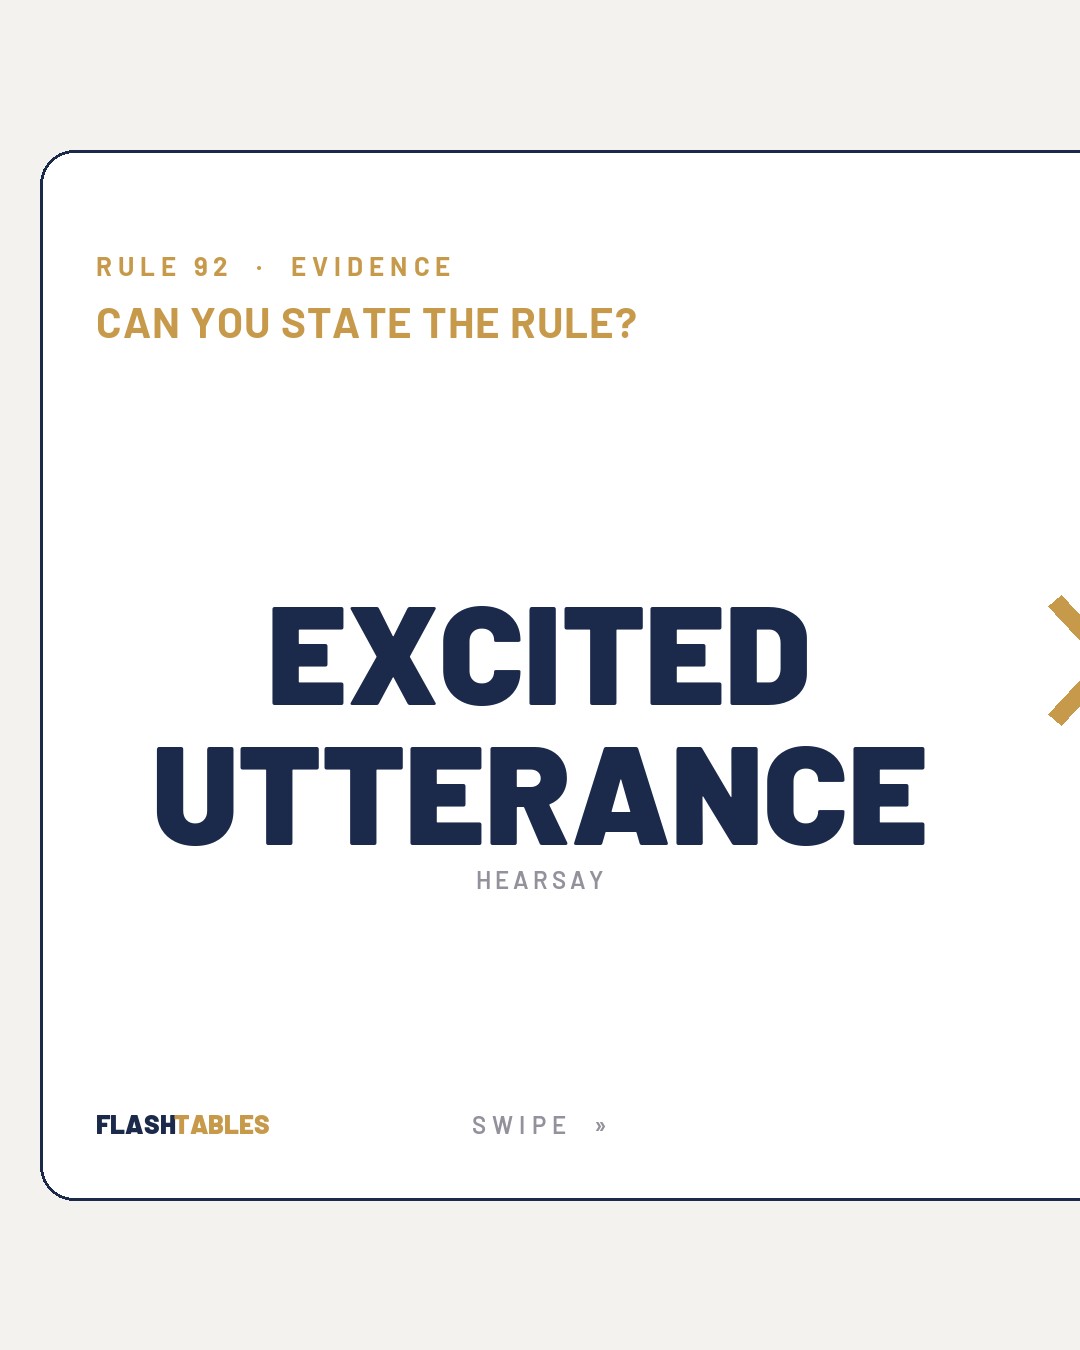 RULE 92 · EVIDENCE
CAN YOU STATE THE RULE?
EXCITED
UTTERANCE
HEARSAY
FLASHTABLES
SWIPE »